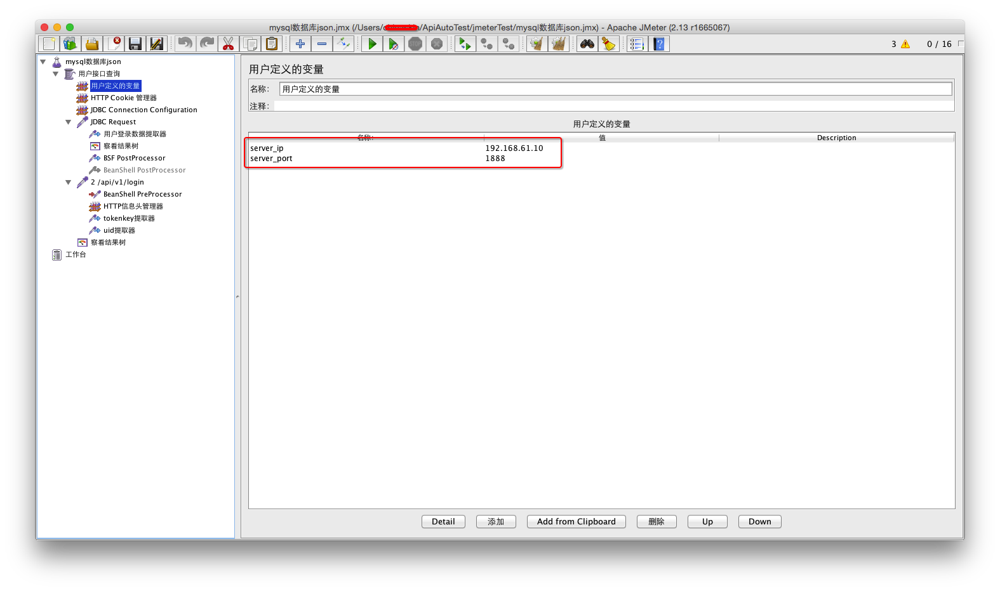 mysql数据库json.jmx (/Users/ /ApiAutoTest/jmeterTest/mysql数据库json.jmx) - Apache JMeter (2.13 r1665067)
3 0 / 16
mysql数据库json
用户接口查询
用户定义的变量
HTTP Cookie 管理器
JDBC Connection Configuration
JDBC Request
用户登录数据提取器
察看结果树
BSF PostProcessor
BeanShell PostProcessor
2 /api/v1/login
BeanShell PreProcessor
HTTP信息头管理器
tokenkey提取器
uid提取器
察看结果树
工作台
用户定义的变量
名称: 用户定义的变量
注释:
用户定义的变量
名称: 值 Description
server_ip 192.168.61.10
server_port 1888
Detail 添加 Add from Clipboard 删除 Up Down